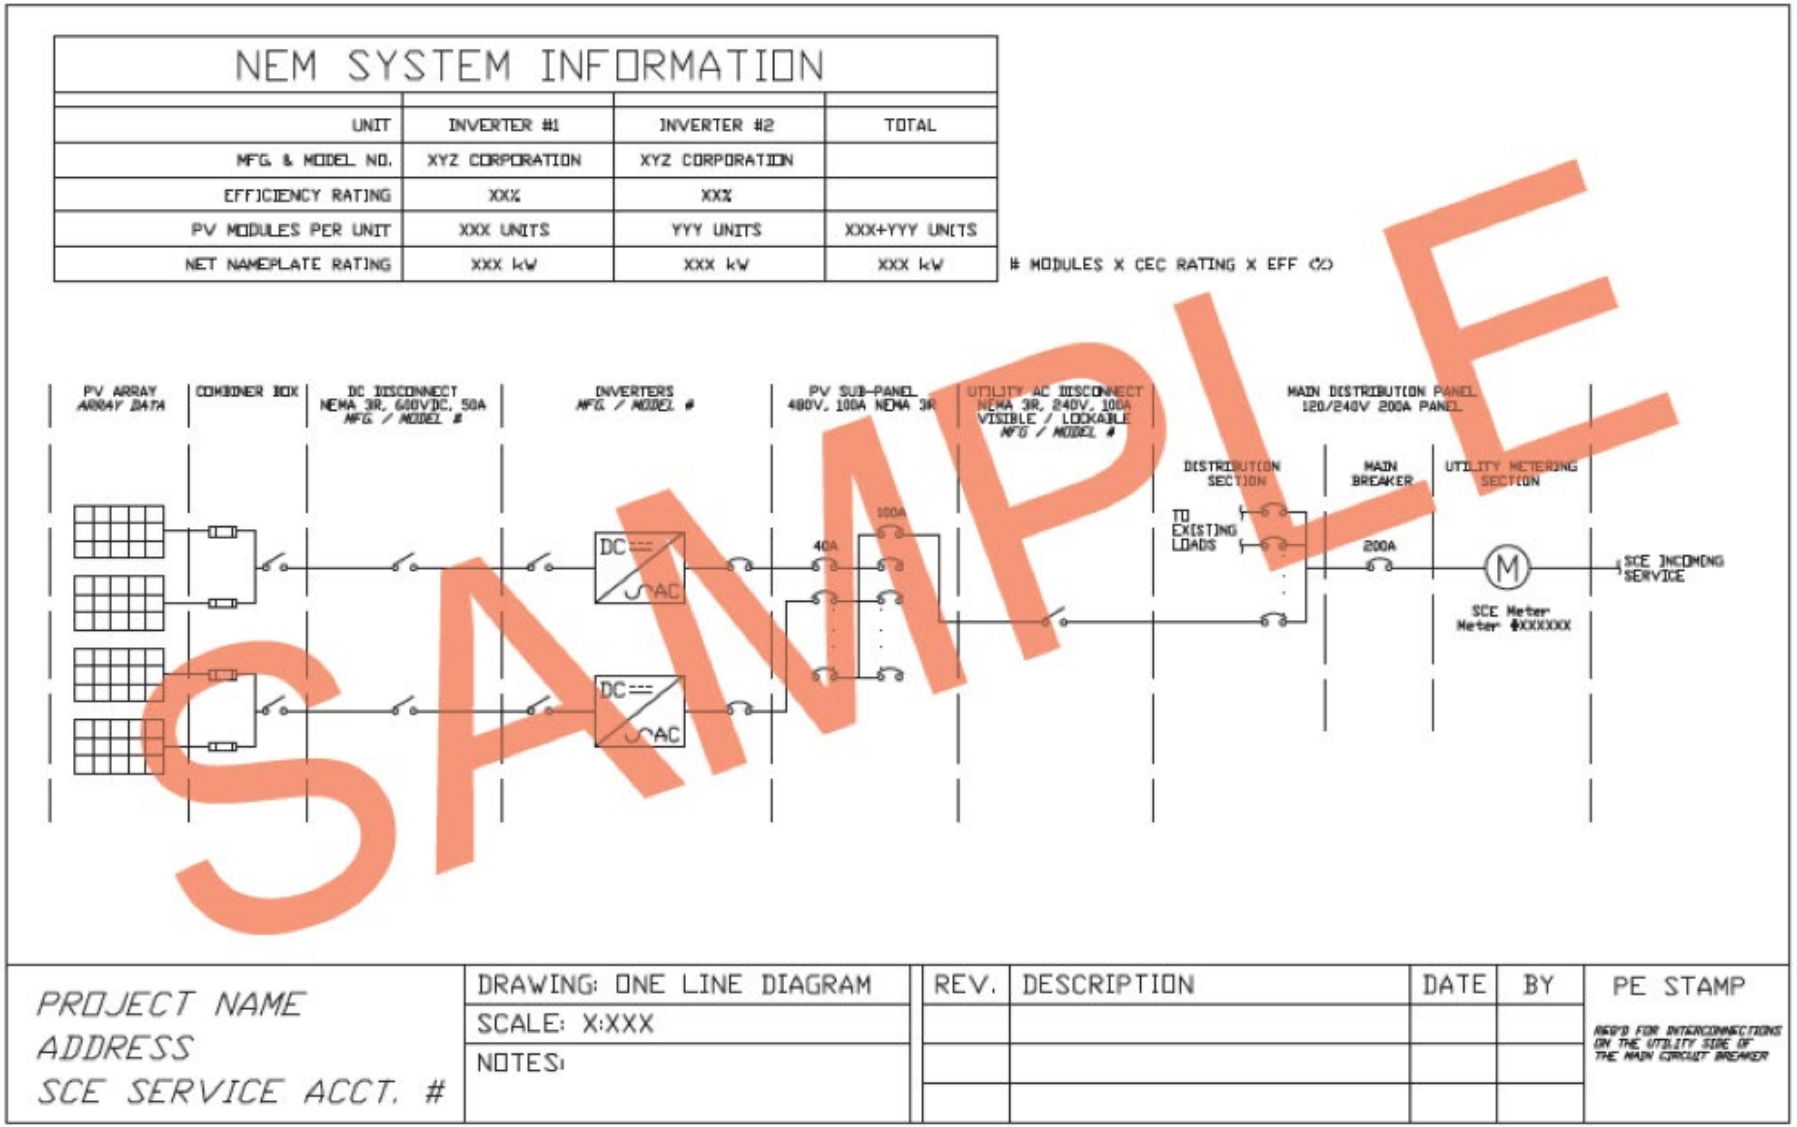 NEM SYSTEM INFORMATION
UNIT INVERTER #1 INVERTER #2 TOTAL
MFG. & MODEL NO. XYZ CORPORATION XYZ CORPORATION
EFFICIENCY RATING XX% XX%
PV MODULES PER UNIT XXX UNITS YYY UNITS XXX+YYY UNITS
NET NAMEPLATE RATING XXX kW XXX kW XXX kW # MODULES X CEC RATING X EFF (%)
PV ARRAY
ARRAY DATA
COMBINER BOX
DC DISCONNECT
NEMA 3R, 600VDC, 50A
MFG. / MODEL #
INVERTERS
MFG. / MODEL #
PV SUB-PANEL
480V, 100A NEMA 3R
UTILITY AC DISCONNECT
NEMA 3R, 240V, 100A
VISIBLE / LOCKABLE
MFG / MODEL #
MAIN DISTRIBUTION PANEL
120/240V 200A PANEL
DISTRIBUTION
SECTION
MAIN
BREAKER
UTILITY METERING
SECTION
100A
40A
TO
EXISTING
LOADS
200A
DC
AC
DC
AC
M
SCE INCOMING
SERVICE
SCE Meter
Meter #XXXXXX
SAMPLE
PROJECT NAME
ADDRESS
SCE SERVICE ACCT. #
DRAWING: ONE LINE DIAGRAM
SCALE: X:XXX
NOTES:
REV. DESCRIPTION DATE BY
PE STAMP
REQ'D FOR INTERCONNECTIONS
ON THE UTILITY SIDE OF
THE MAIN CIRCUIT BREAKER